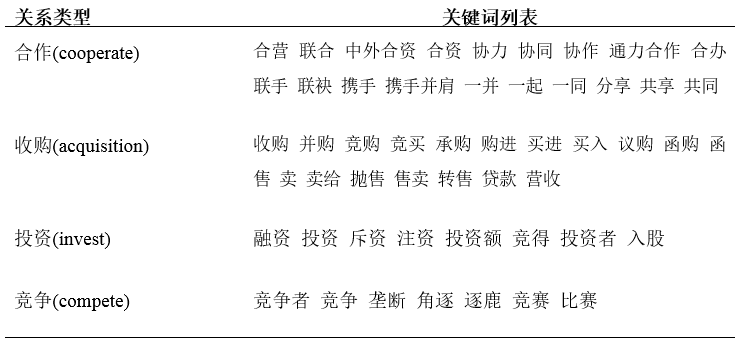 关系类型 关键词列表
合作(cooperate) 合营 联合 中外合资 合资 协力 协同 协作 通力合作 合办
联手 联袂 携手 携手并肩 一并 一起 一同 分享 共享 共同
收购(acquisition) 收购 并购 竞购 竞买 承购 购进 买进 买入 议购 函购 函
售 卖 卖给 抛售 售卖 转售 贷款 营收
投资(invest) 融资 投资 斥资 注资 投资额 竞得 投资者 入股
竞争(compete) 竞争者 竞争 垄断 角逐 逐鹿 竞赛 比赛